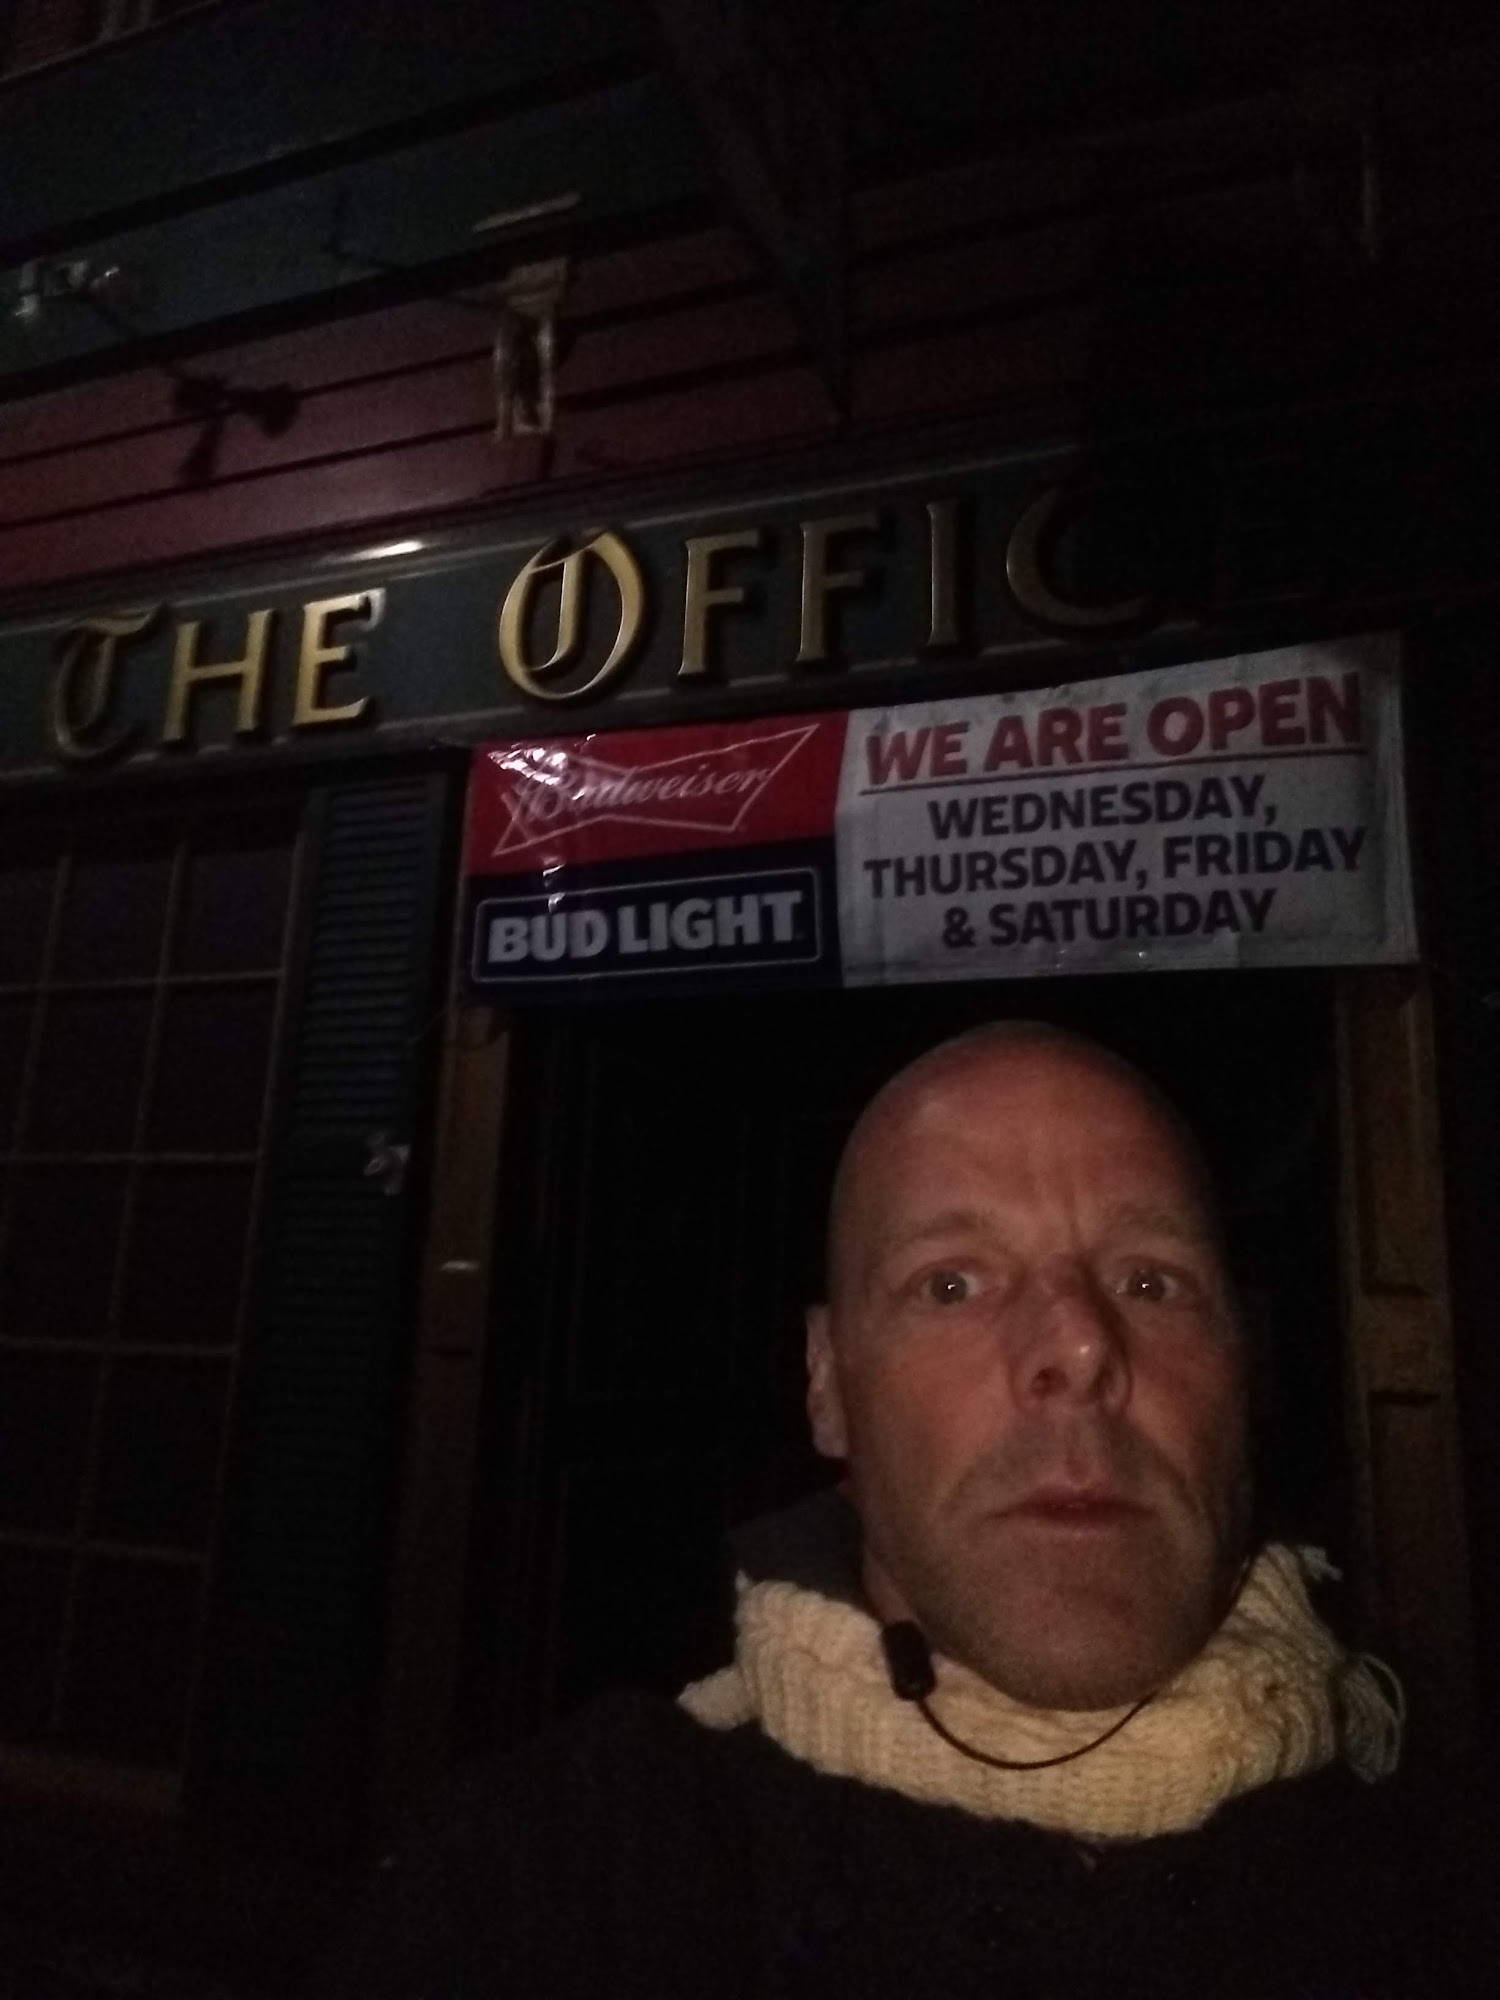 THE OFFIC
Budweiser
BUD LIGHT
WE ARE OPEN
WEDNESDAY,
THURSDAY, FRIDAY
& SATURDAY